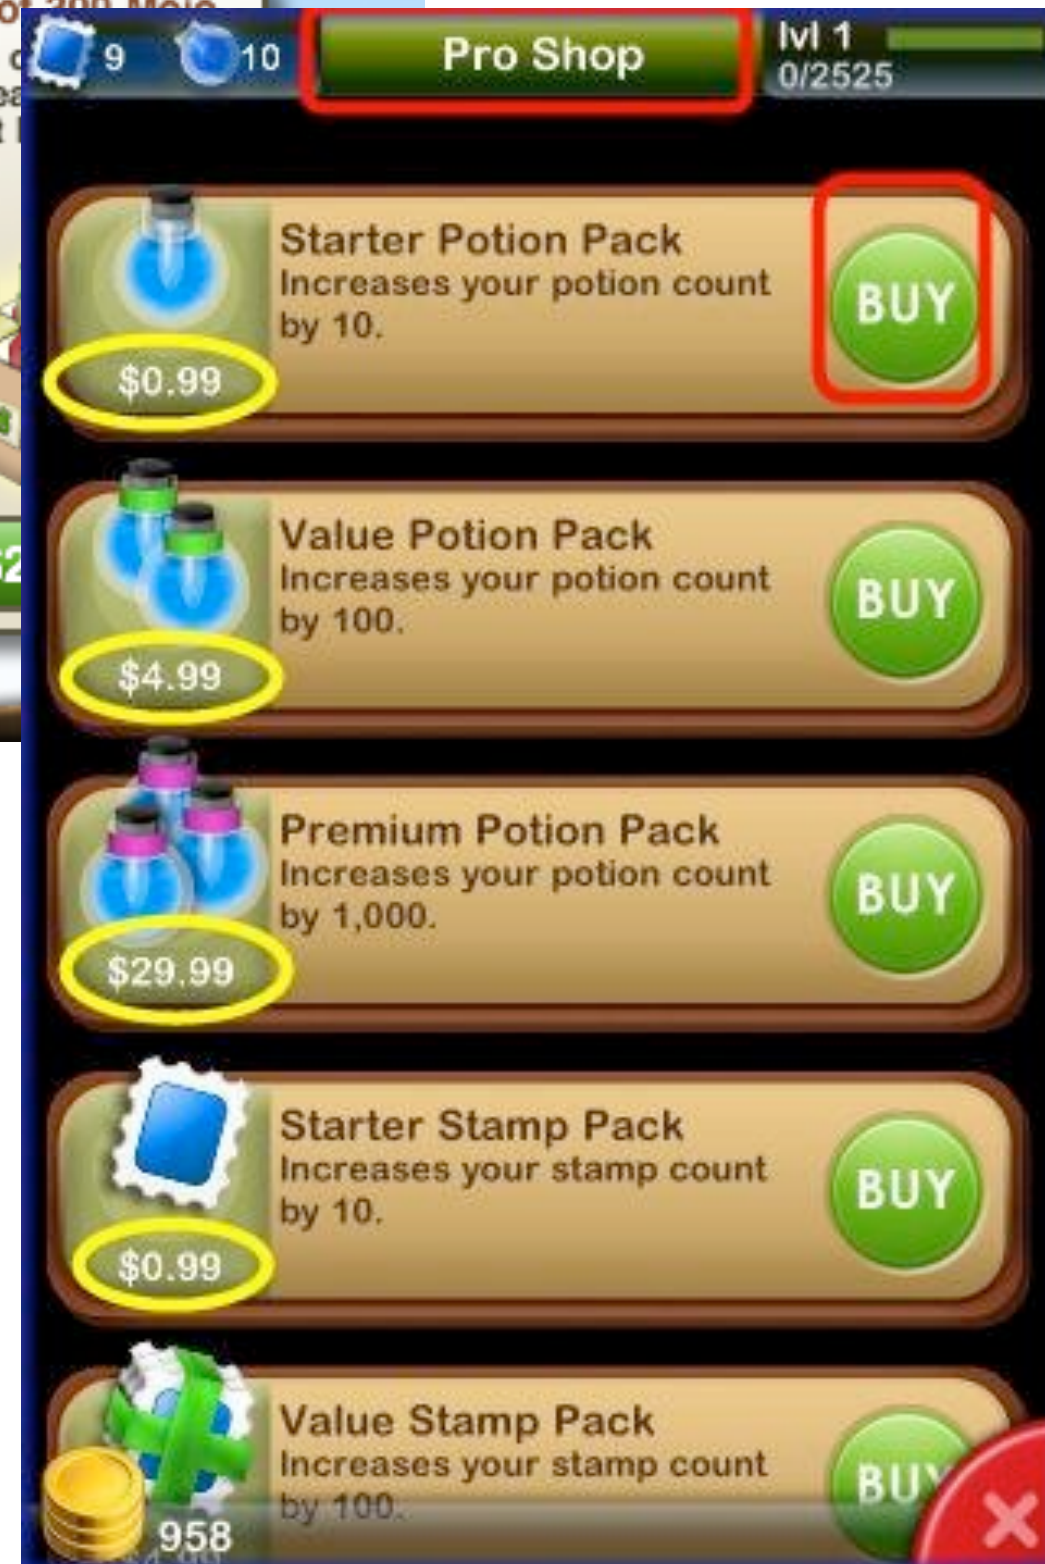 9
10
Pro Shop
lvl 1
0/2525
Starter Potion Pack
Increases your potion count
by 10.
$0.99
BUY
Value Potion Pack
Increases your potion count
by 100.
$4.99
BUY
Premium Potion Pack
Increases your potion count
by 1,000.
$29.99
BUY
Starter Stamp Pack
Increases your stamp count
by 10.
$0.99
BUY
Value Stamp Pack
Increases your stamp count
by 100.
BUY
958